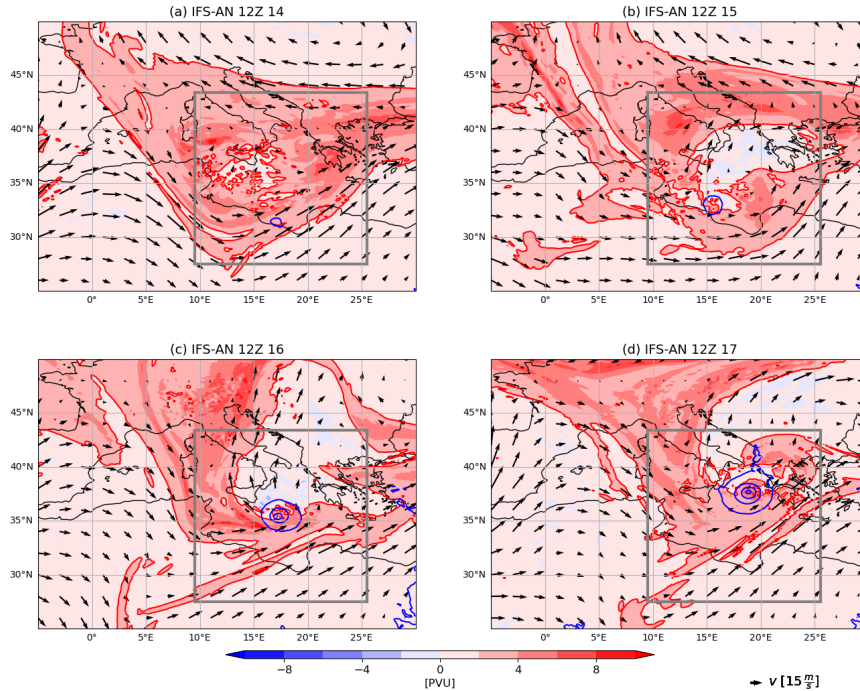 (a) IFS-AN 12Z 14
(b) IFS-AN 12Z 15
45°N
40°N
35°N
30°N
0°
5°E
10°E
15°E
20°E
25°E
45°N
40°N
35°N
30°N
0°
5°E
10°E
15°E
20°E
25°E
(c) IFS-AN 12Z 16
(d) IFS-AN 12Z 17
45°N
40°N
35°N
30°N
0°
5°E
10°E
15°E
20°E
25°E
45°N
40°N
35°N
30°N
0°
5°E
10°E
15°E
20°E
25°E
−8 −4 0 4 8
[PVU]
v [15 m/s]